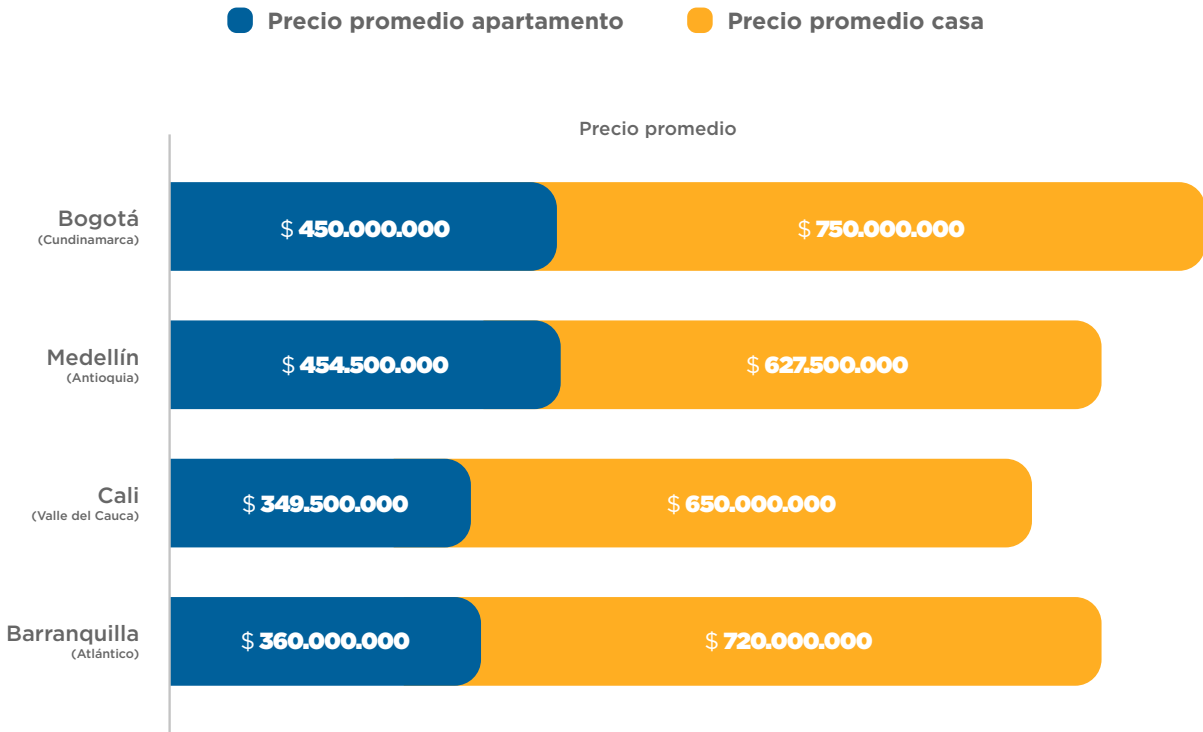 Precio promedio apartamento
Precio promedio casa
Precio promedio
Bogotá
(Cundinamarca)
$ 450.000.000
$ 750.000.000
Medellín
(Antioquia)
$ 454.500.000
$ 627.500.000
Cali
(Valle del Cauca)
$ 349.500.000
$ 650.000.000
Barranquilla
(Atlántico)
$ 360.000.000
$ 720.000.000